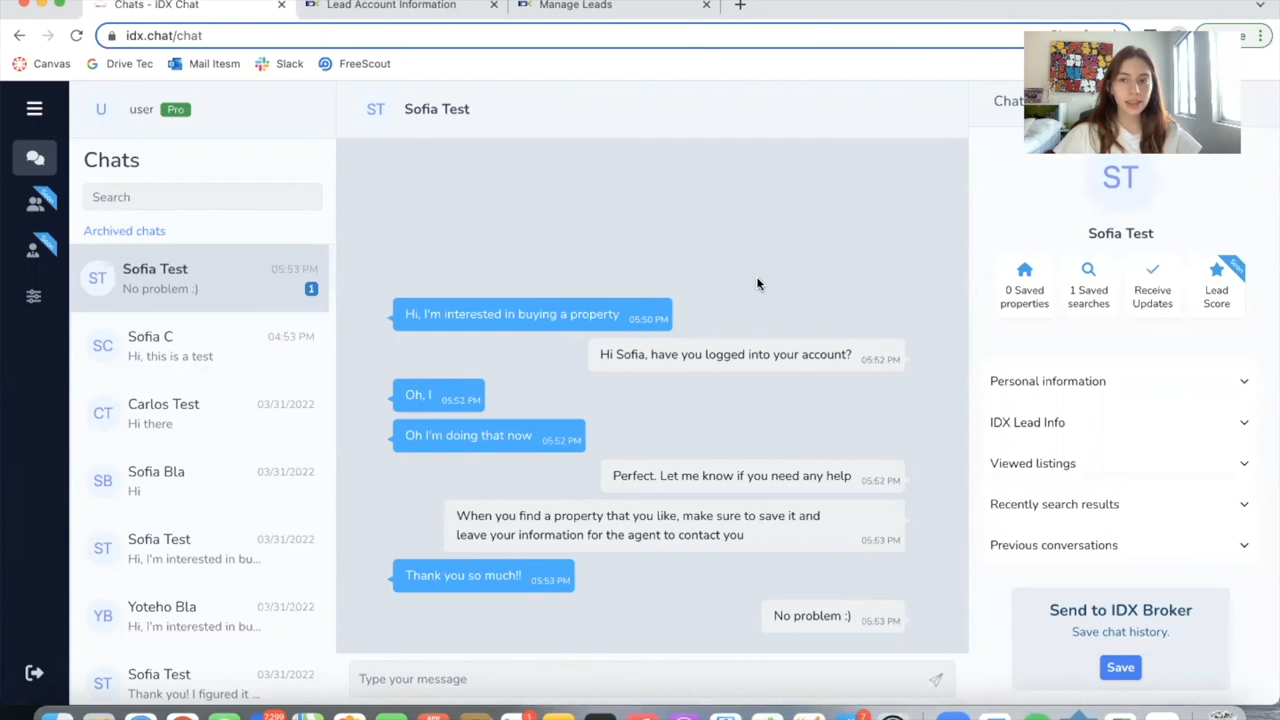 Chats - IDX Chat
Lead Account Information
Manage Leads
idx.chat/chat
Canvas
Drive Tec
Mail Itesm
Slack
FreeScout
U
user
Pro
Chats
Search
Archived chats
ST
Sofia Test
05:53 PM
No problem :)
1
SC
Sofia C
04:53 PM
Hi, this is a test
CT
Carlos Test
03/31/2022
Hi there
SB
Sofia Bla
03/31/2022
Hi
ST
Sofia Test
03/31/2022
Hi, I'm interested in bu...
YB
Yoteho Bla
03/31/2022
Hi, I'm interested in bu...
ST
Sofia Test
03/31/2022
Thank you! I figured it ...
ST
Sofia Test
Hi, I'm interested in buying a property 05:50 PM
Hi Sofia, have you logged into your account? 05:52 PM
Oh, I 05:52 PM
Oh I'm doing that now 05:52 PM
Perfect. Let me know if you need any help 05:52 PM
When you find a property that you like, make sure to save it and
leave your information for the agent to contact you 05:53 PM
Thank you so much!! 05:53 PM
No problem :) 05:53 PM
Type your message
Chat
ST
Sofia Test
0 Saved
properties
1 Saved
searches
Receive
Updates
Soon
Lead
Score
Personal information
IDX Lead Info
Viewed listings
Recently search results
Previous conversations
Send to IDX Broker
Save chat history.
Save
7,299
APR
1
7